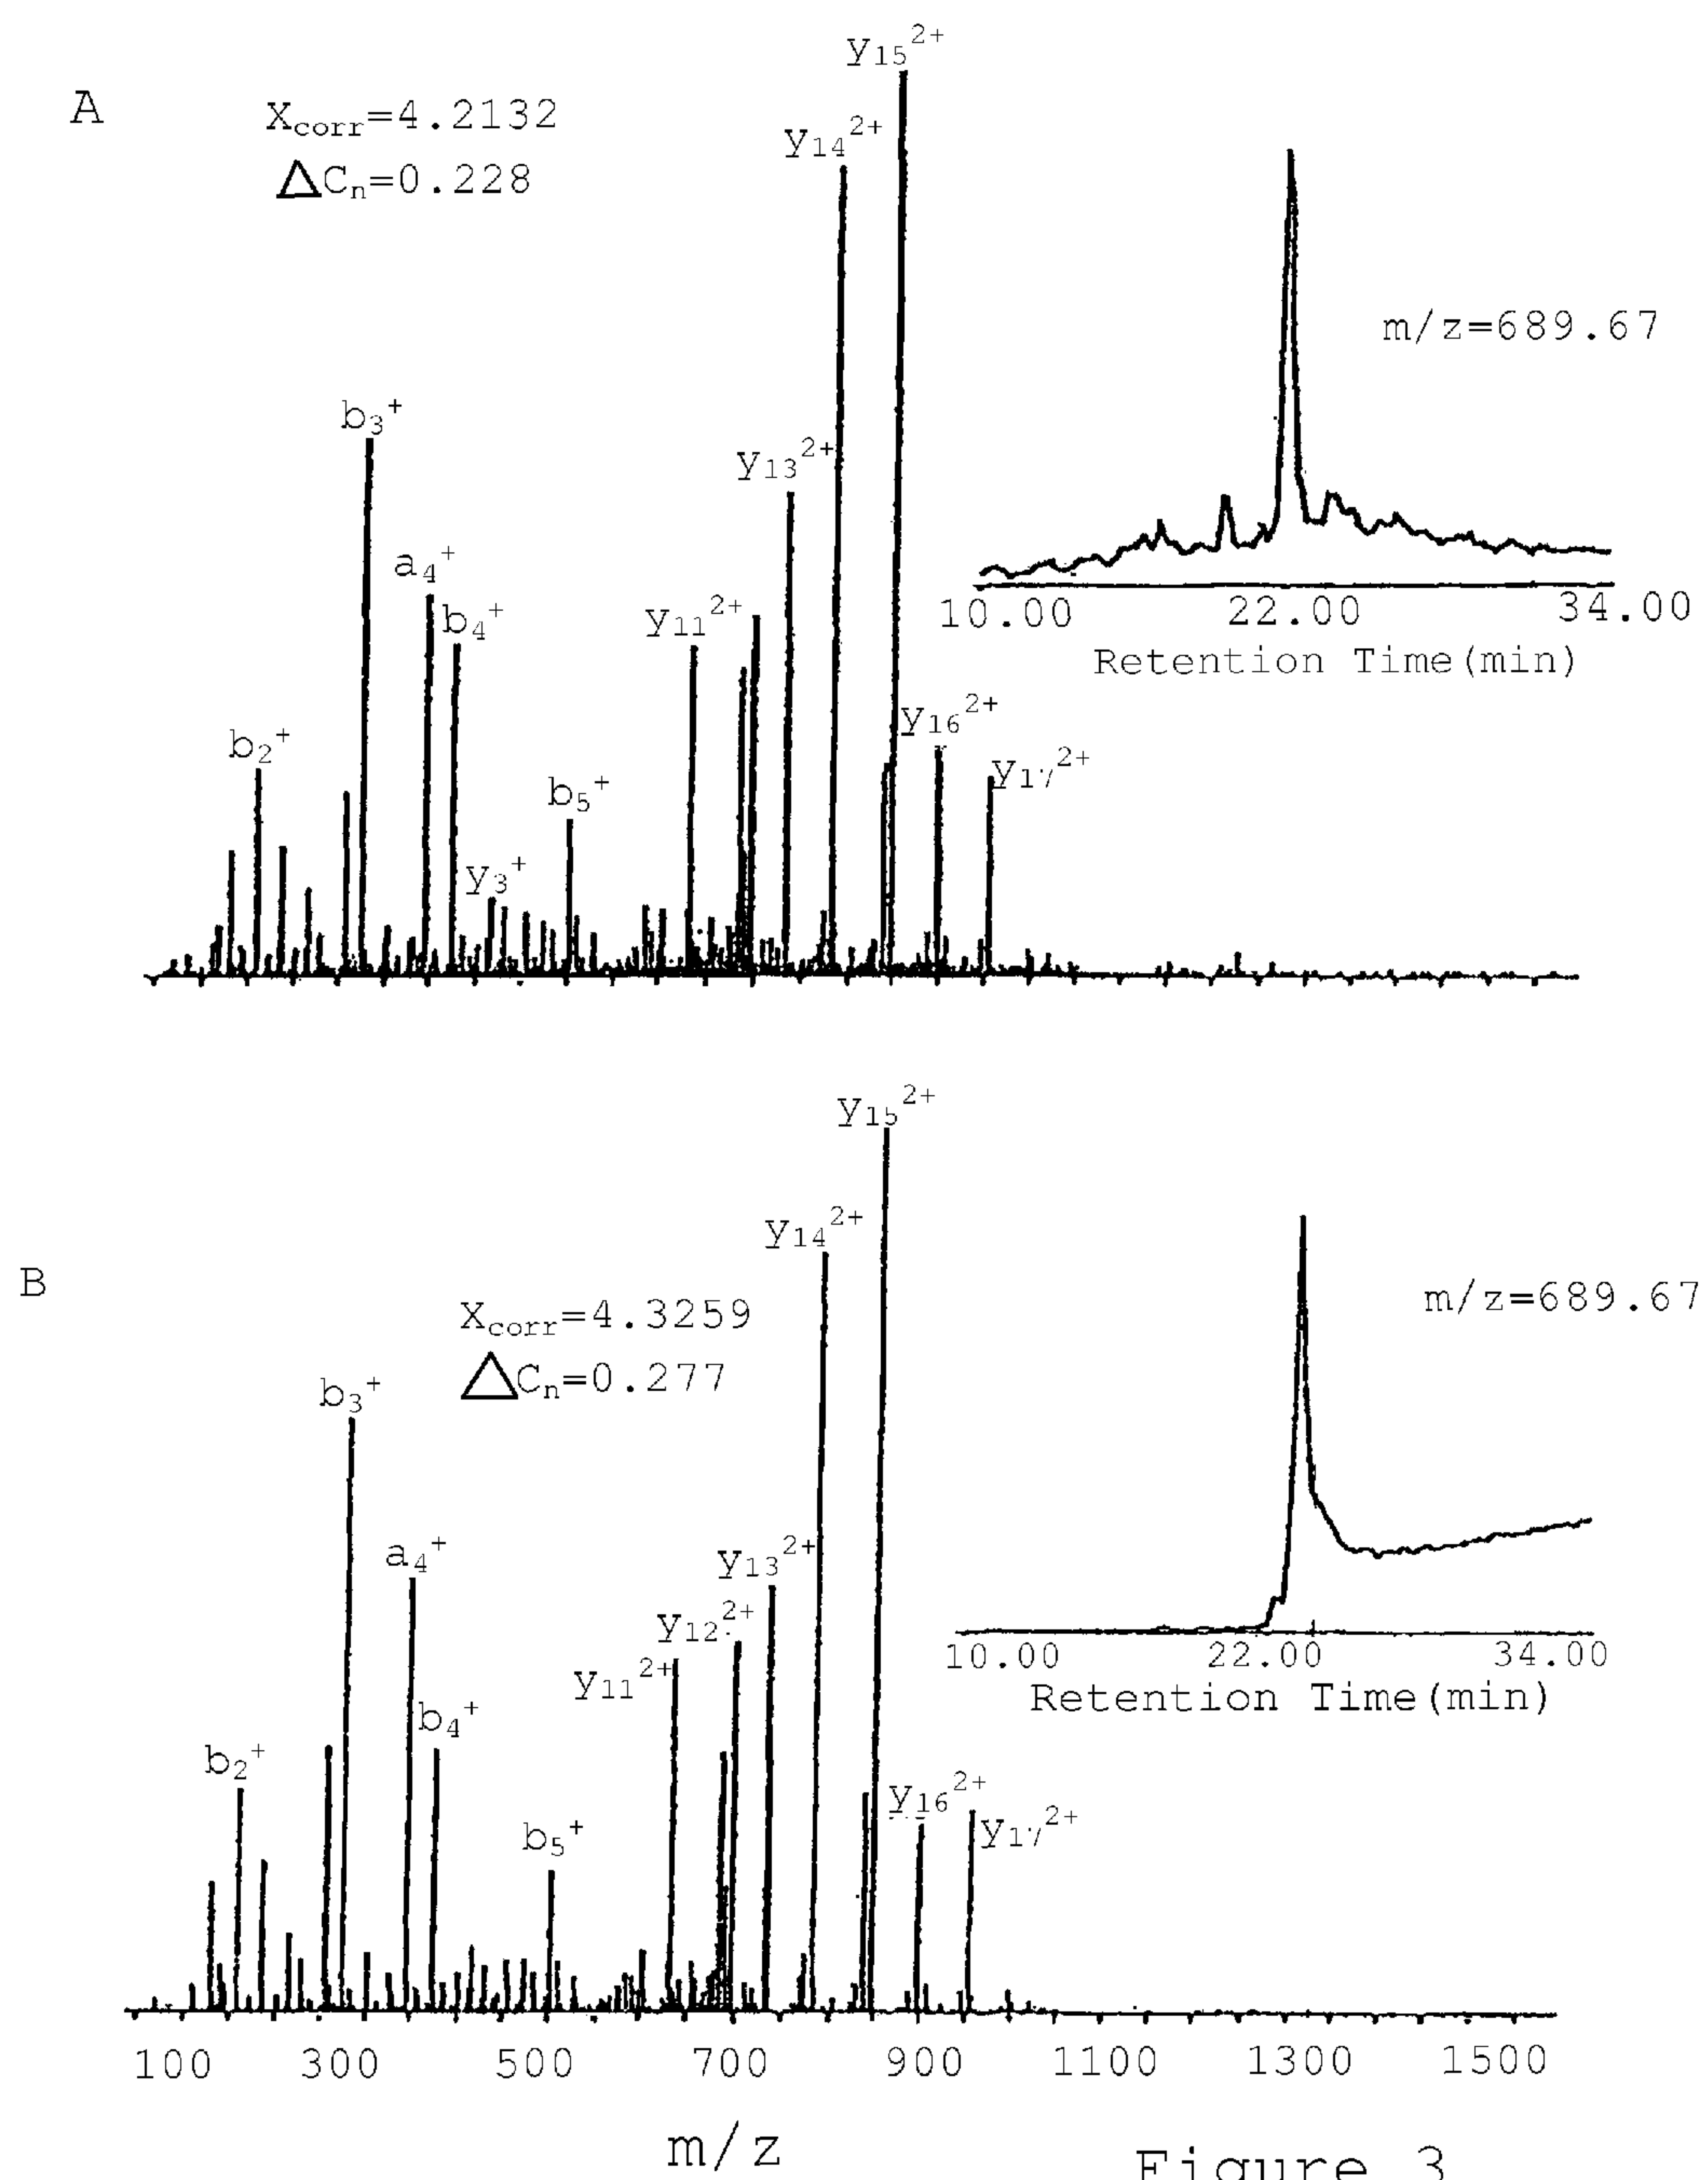 A
Xcorr=4.2132
△Cn=0.228
y15 2+
y14 2+
b3+
y13 2+
m/z=689.67
a4+
b4+
y11 2+
10.00 22.00 34.00
Retention Time(min)
b2+
y16 2+
y17 2+
b5+
y3+
B
y15 2+
y14 2+
Xcorr=4.3259
△Cn=0.277
m/z=689.67
b3+
a4+
y13 2+
y12 2+
y11 2+
10.00 22.00 34.00
Retention Time(min)
b4+
b2+
y16 2+
y17 2+
b5+
100 300 500 700 900 1100 1300 1500
m/z
Figure 3